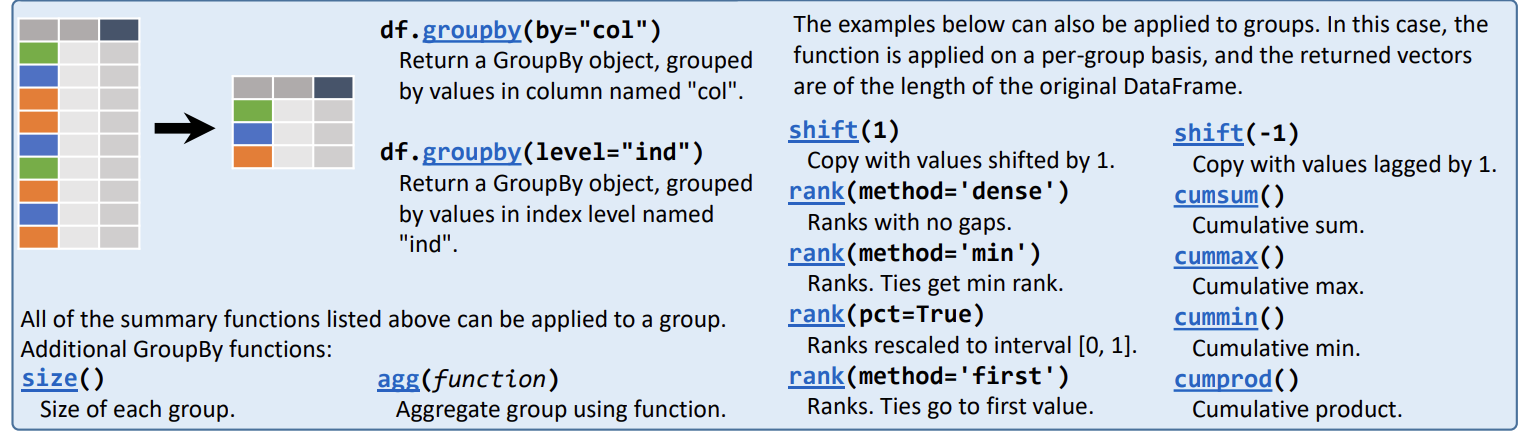 df.groupby(by="col")
Return a GroupBy object, grouped
by values in column named "col".
df.groupby(level="ind")
Return a GroupBy object, grouped
by values in index level named
"ind".
All of the summary functions listed above can be applied to a group.
Additional GroupBy functions:
size()
Size of each group.
agg(function)
Aggregate group using function.
The examples below can also be applied to groups. In this case, the
function is applied on a per-group basis, and the returned vectors
are of the length of the original DataFrame.
shift(1)
Copy with values shifted by 1.
rank(method='dense')
Ranks with no gaps.
rank(method='min')
Ranks. Ties get min rank.
rank(pct=True)
Ranks rescaled to interval [0, 1].
rank(method='first')
Ranks. Ties go to first value.
shift(-1)
Copy with values lagged by 1.
cumsum()
Cumulative sum.
cummax()
Cumulative max.
cummin()
Cumulative min.
cumprod()
Cumulative product.